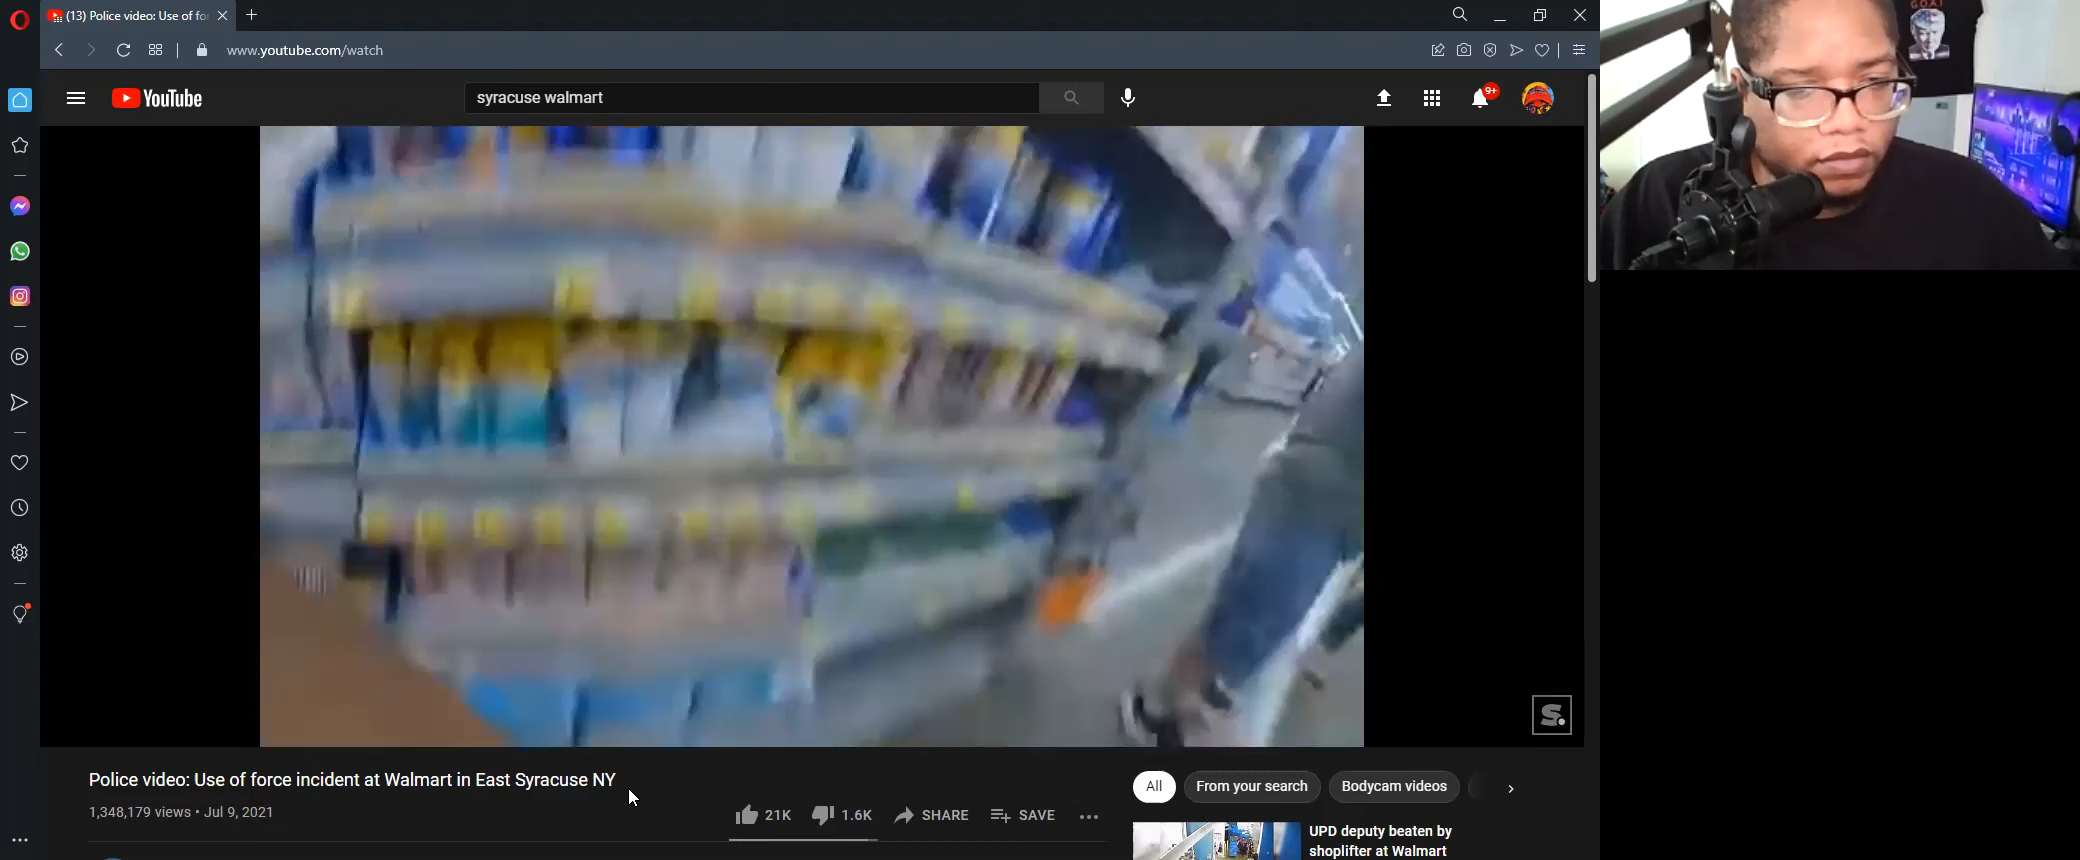 (13) Police video: Use of fo
www.youtube.com/watch
YouTube
syracuse walmart
9+
GOAT
S.
Police video: Use of force incident at Walmart in East Syracuse NY
1,348,179 views • Jul 9, 2021
21K
1.6K
SHARE
SAVE
All
From your search
Bodycam videos
UPD deputy beaten by
shoplifter at Walmart